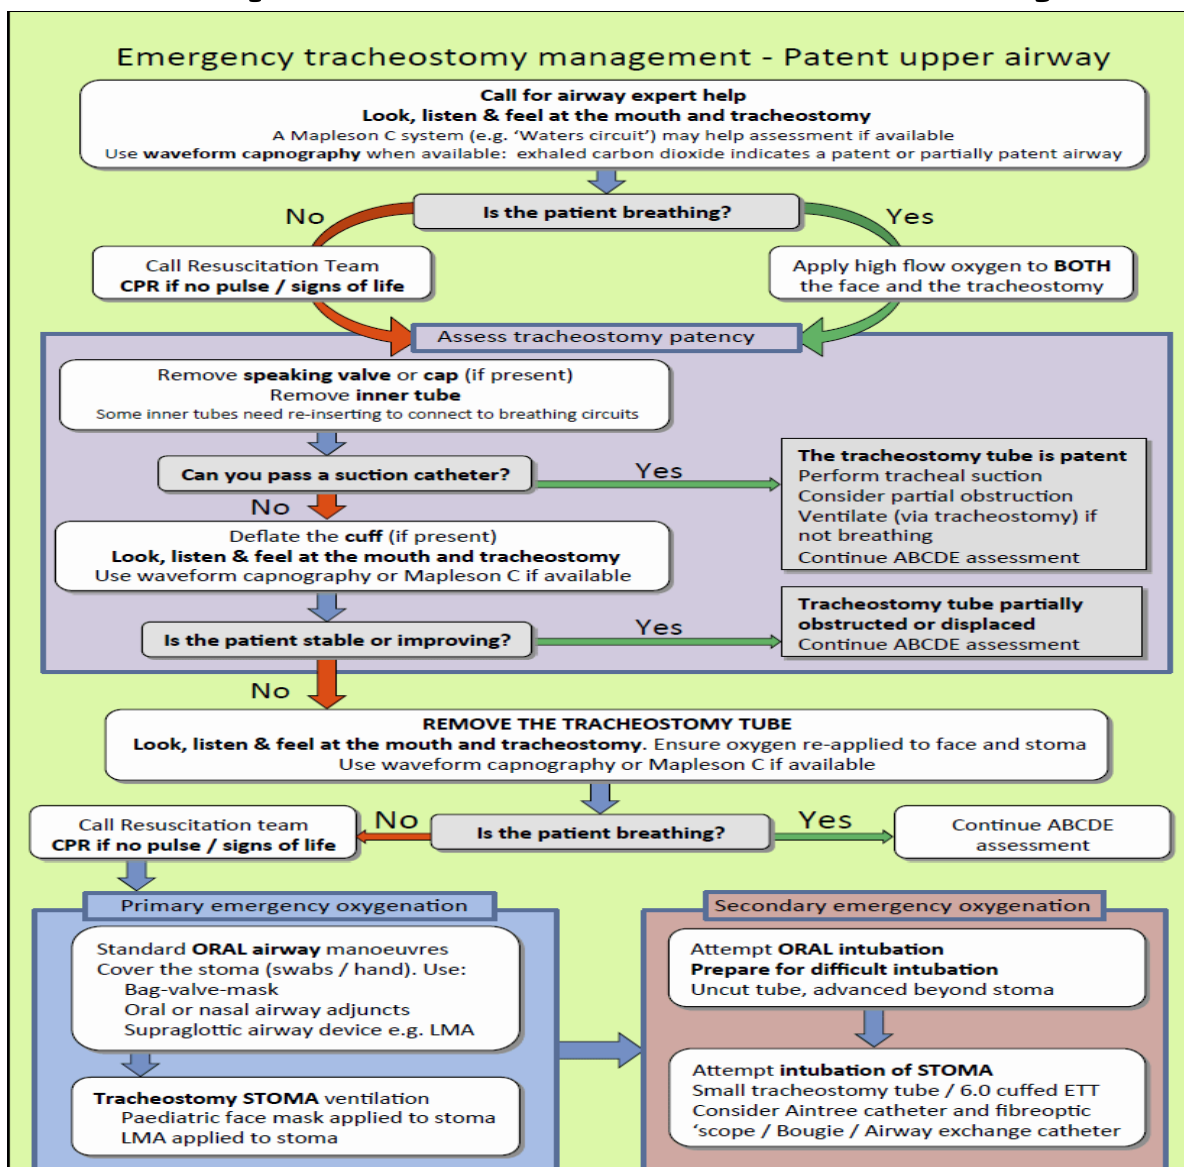 Emergency tracheostomy management - Patent upper airway
Call for airway expert help
Look, listen & feel at the mouth and tracheostomy
A Mapleson C system (e.g. ‘Waters circuit’) may help assessment if available
Use waveform capnography when available: exhaled carbon dioxide indicates a patent or partially patent airway
Is the patient breathing?
No
Yes
Call Resuscitation Team
CPR if no pulse / signs of life
Apply high flow oxygen to BOTH
the face and the tracheostomy
Assess tracheostomy patency
Remove speaking valve or cap (if present)
Remove inner tube
Some inner tubes need re-inserting to connect to breathing circuits
Can you pass a suction catheter?
Yes
The tracheostomy tube is patent
Perform tracheal suction
Consider partial obstruction
Ventilate (via tracheostomy) if
not breathing
Continue ABCDE assessment
No
Deflate the cuff (if present)
Look, listen & feel at the mouth and tracheostomy
Use waveform capnography or Mapleson C if available
Is the patient stable or improving?
Yes
Tracheostomy tube partially
obstructed or displaced
Continue ABCDE assessment
No
REMOVE THE TRACHEOSTOMY TUBE
Look, listen & feel at the mouth and tracheostomy. Ensure oxygen re-applied to face and stoma
Use waveform capnography or Mapleson C if available
Is the patient breathing?
No
Yes
Call Resuscitation team
CPR if no pulse / signs of life
Continue ABCDE
assessment
Primary emergency oxygenation
Standard ORAL airway manoeuvres
Cover the stoma (swabs / hand). Use:
Bag-valve-mask
Oral or nasal airway adjuncts
Supraglottic airway device e.g. LMA
Tracheostomy STOMA ventilation
Paediatric face mask applied to stoma
LMA applied to stoma
Secondary emergency oxygenation
Attempt ORAL intubation
Prepare for difficult intubation
Uncut tube, advanced beyond stoma
Attempt intubation of STOMA
Small tracheostomy tube / 6.0 cuffed ETT
Consider Aintree catheter and fibreoptic
‘scope / Bougie / Airway exchange catheter